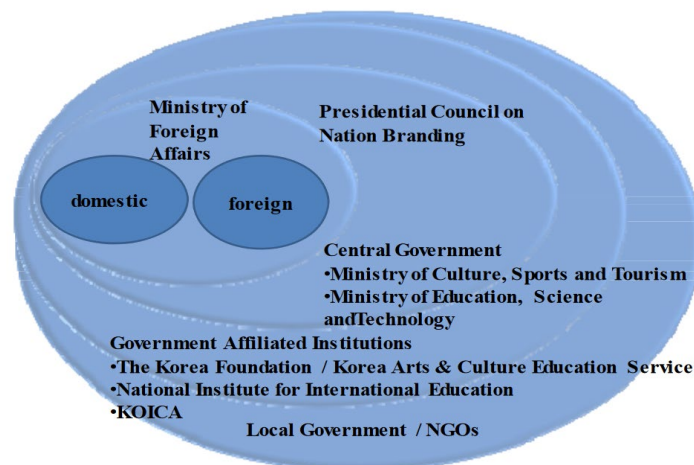 Ministry of
Foreign
Affairs
Presidential Council on
Nation Branding
domestic
foreign
Central Government
•Ministry of Culture, Sports and Tourism
•Ministry of Education, Science
andTechnology
Government Affiliated Institutions
•The Korea Foundation / Korea Arts & Culture Education Service
•National Institute for International Education
•KOICA
Local Government / NGOs